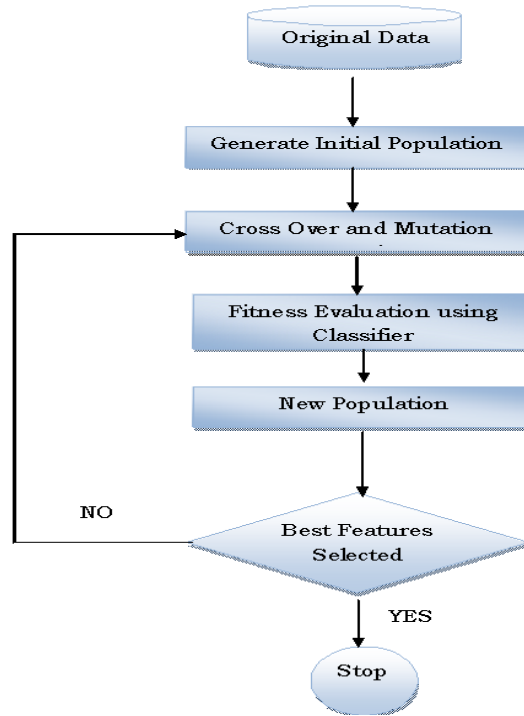 Original Data
Generate Initial Population
Cross Over and Mutation
Fitness Evaluation using
Classifier
New Population
Best Features
Selected
NO
YES
Stop